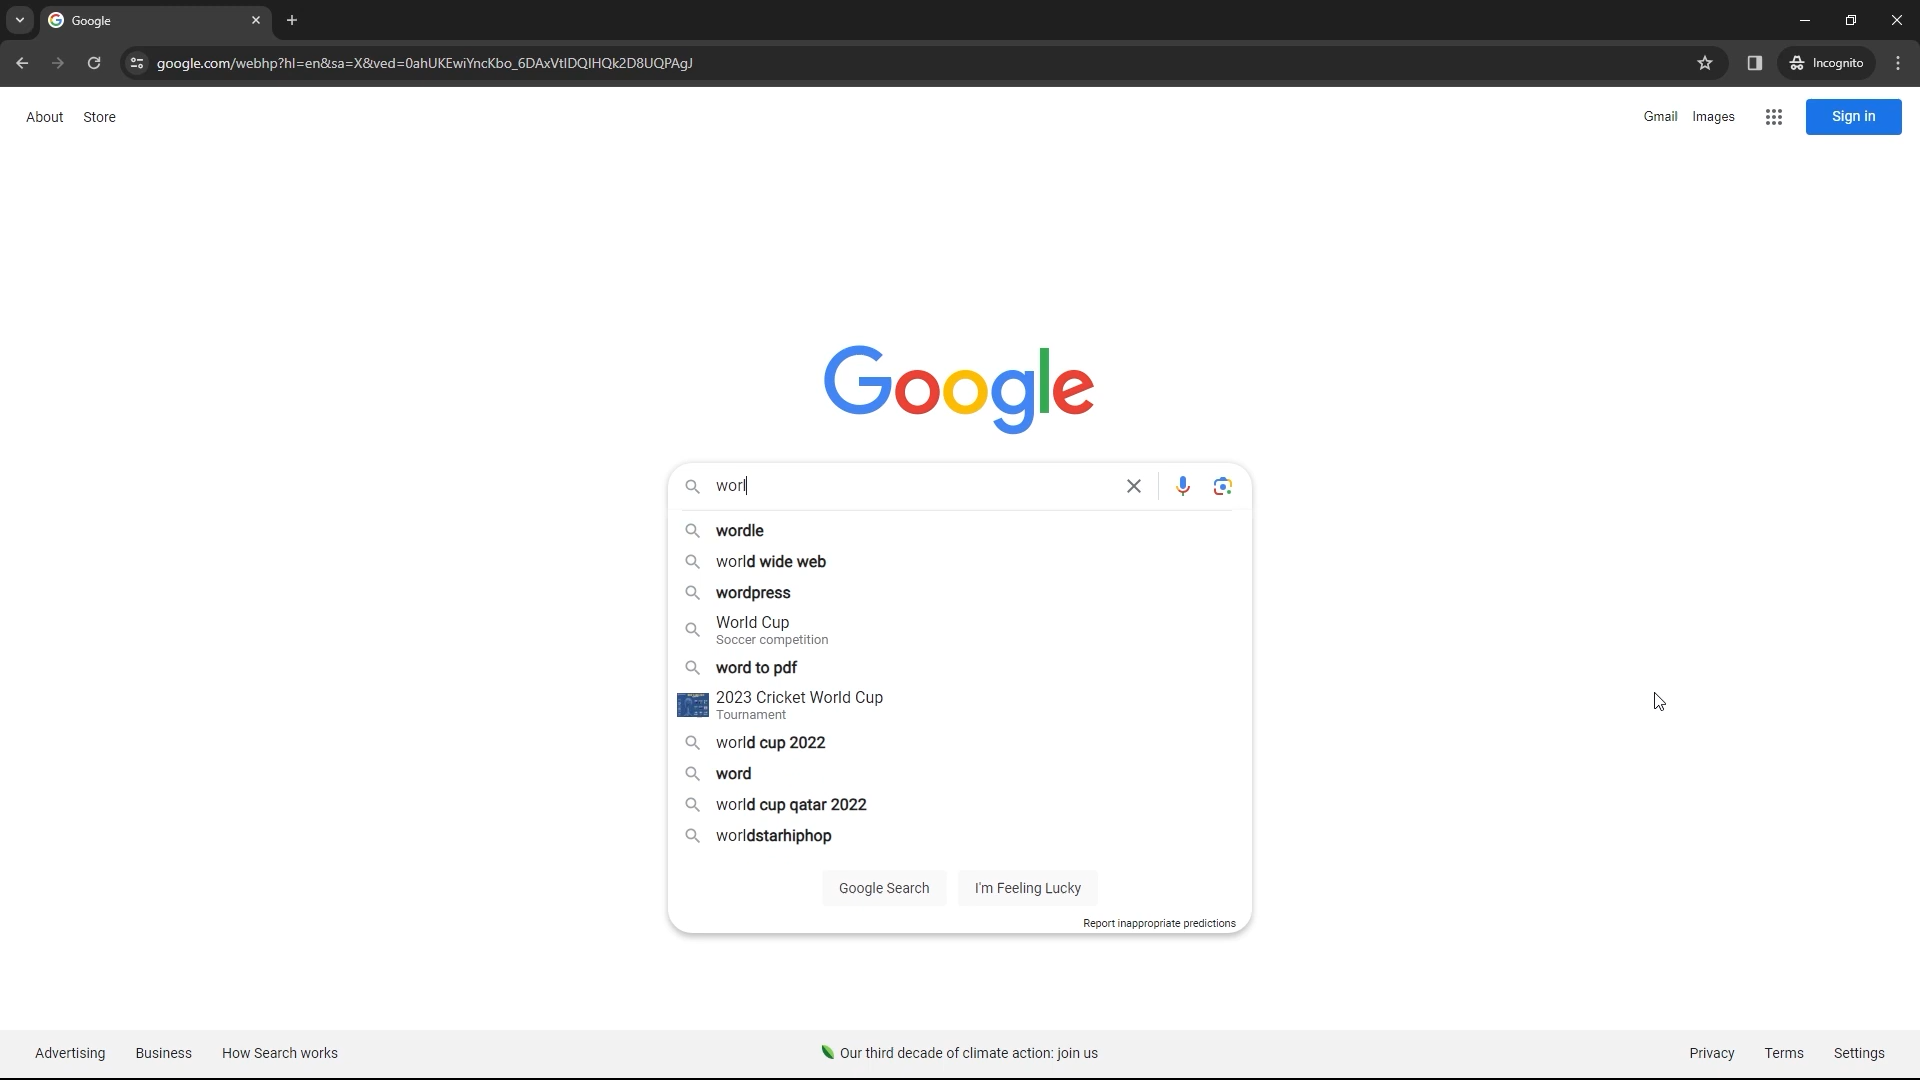 Google
google.com/webhp?hl=en&sa=X&ved=0ahUKEwiYncKbo_6DAxVtIDQIHQk2D8UQPAgJ
Incognito
About Store
Gmail Images
Sign in
Google
worl
wordle
world wide web
wordpress
World Cup
Soccer competition
word to pdf
2023 Cricket World Cup
Tournament
world cup 2022
word
world cup qatar 2022
worldstarhiphop
Google Search I'm Feeling Lucky
Report inappropriate predictions
Advertising Business How Search works
Our third decade of climate action: join us
Privacy Terms Settings